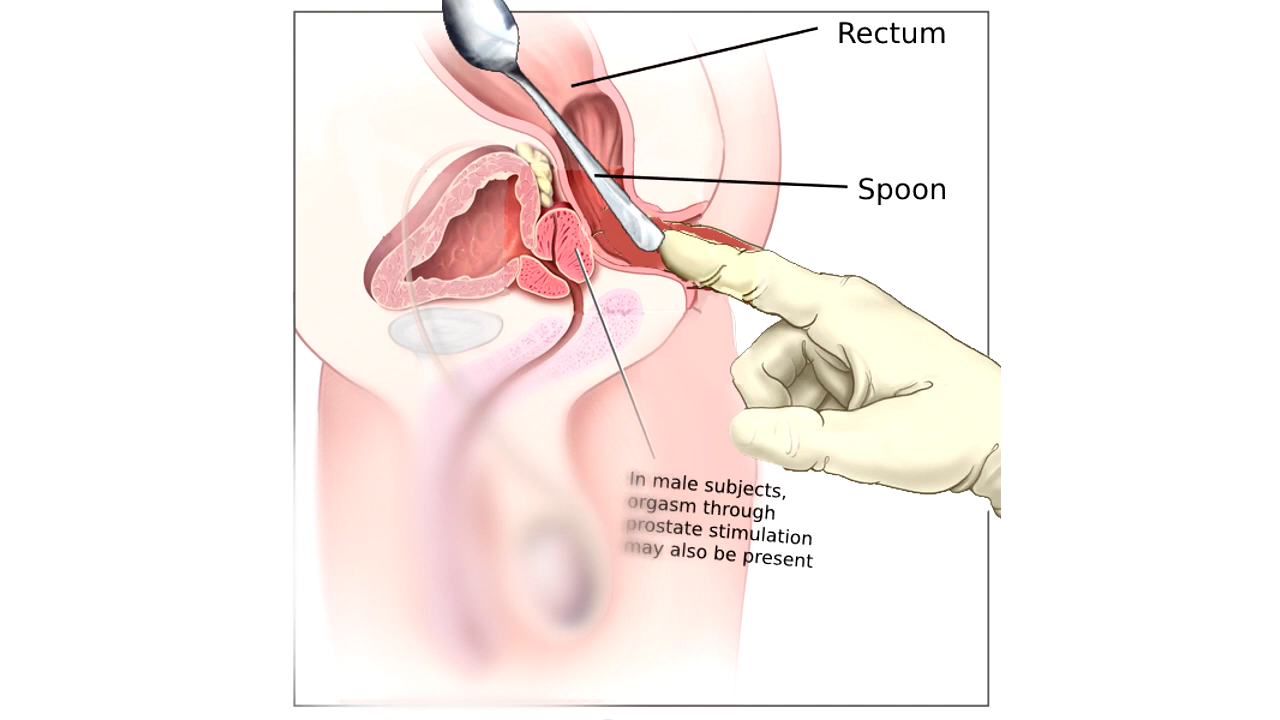 Rectum
Spoon
In male subjects,
orgasm through
prostate stimulation
may also be present